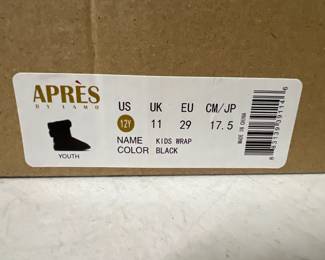 APRÈS
BY LAMO
YOUTH
US UK EU CM/JP
12Y 11 29 17.5
NAME KIDS WRAP
COLOR BLACK
MADE IN CHINA